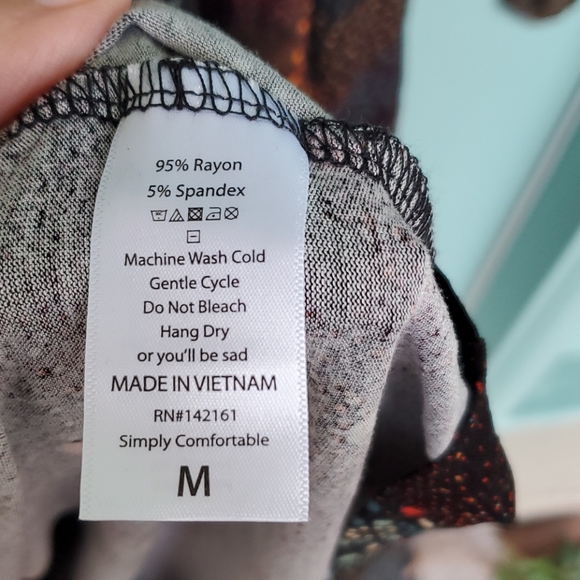 95% Rayon
5% Spandex
Machine Wash Cold
Gentle Cycle
Do Not Bleach
Hang Dry
or you'll be sad
MADE IN VIETNAM
RN#142161
Simply Comfortable
M